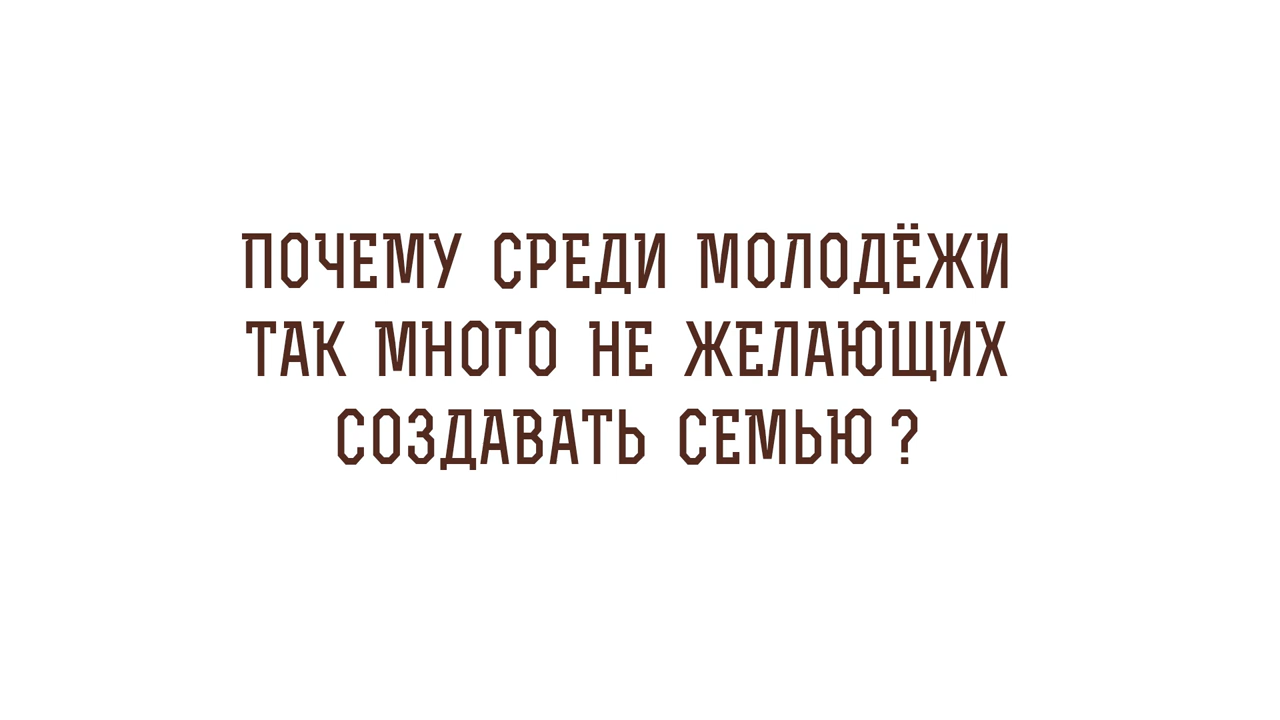 ПОЧЕМУ СРЕДИ МОЛОДЁЖИ
ТАК МНОГО НЕ ЖЕЛАЮЩИХ
СОЗДАВАТЬ СЕМЬЮ ?